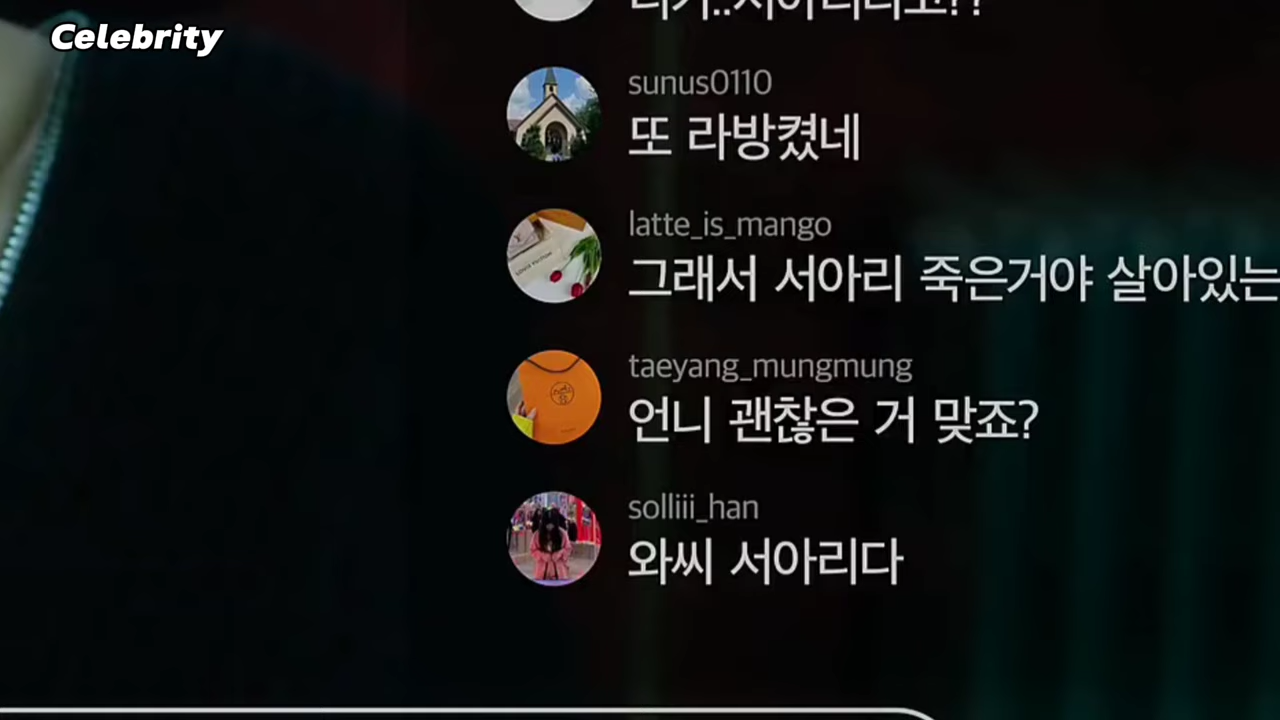 Celebrity
sunus0110
또 라방켰네
latte_is_mango
그래서 서아리 죽은거야 살아있는
taeyang_mungmung
언니 괜찮은 거 맞죠?
solliii_han
와씨 서아리다